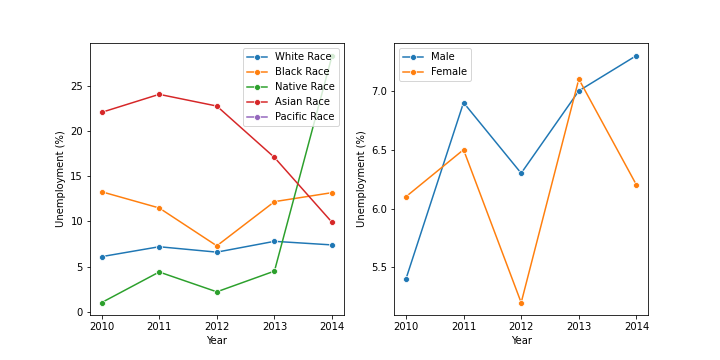 White Race
Black Race
Native Race
Asian Race
Pacific Race
Unemployment (%)
25
20
15
10
5
0
2010 2011 2012 2013 2014
Year
Male
Female
Unemployment (%)
7.0
6.5
6.0
5.5
2010 2011 2012 2013 2014
Year